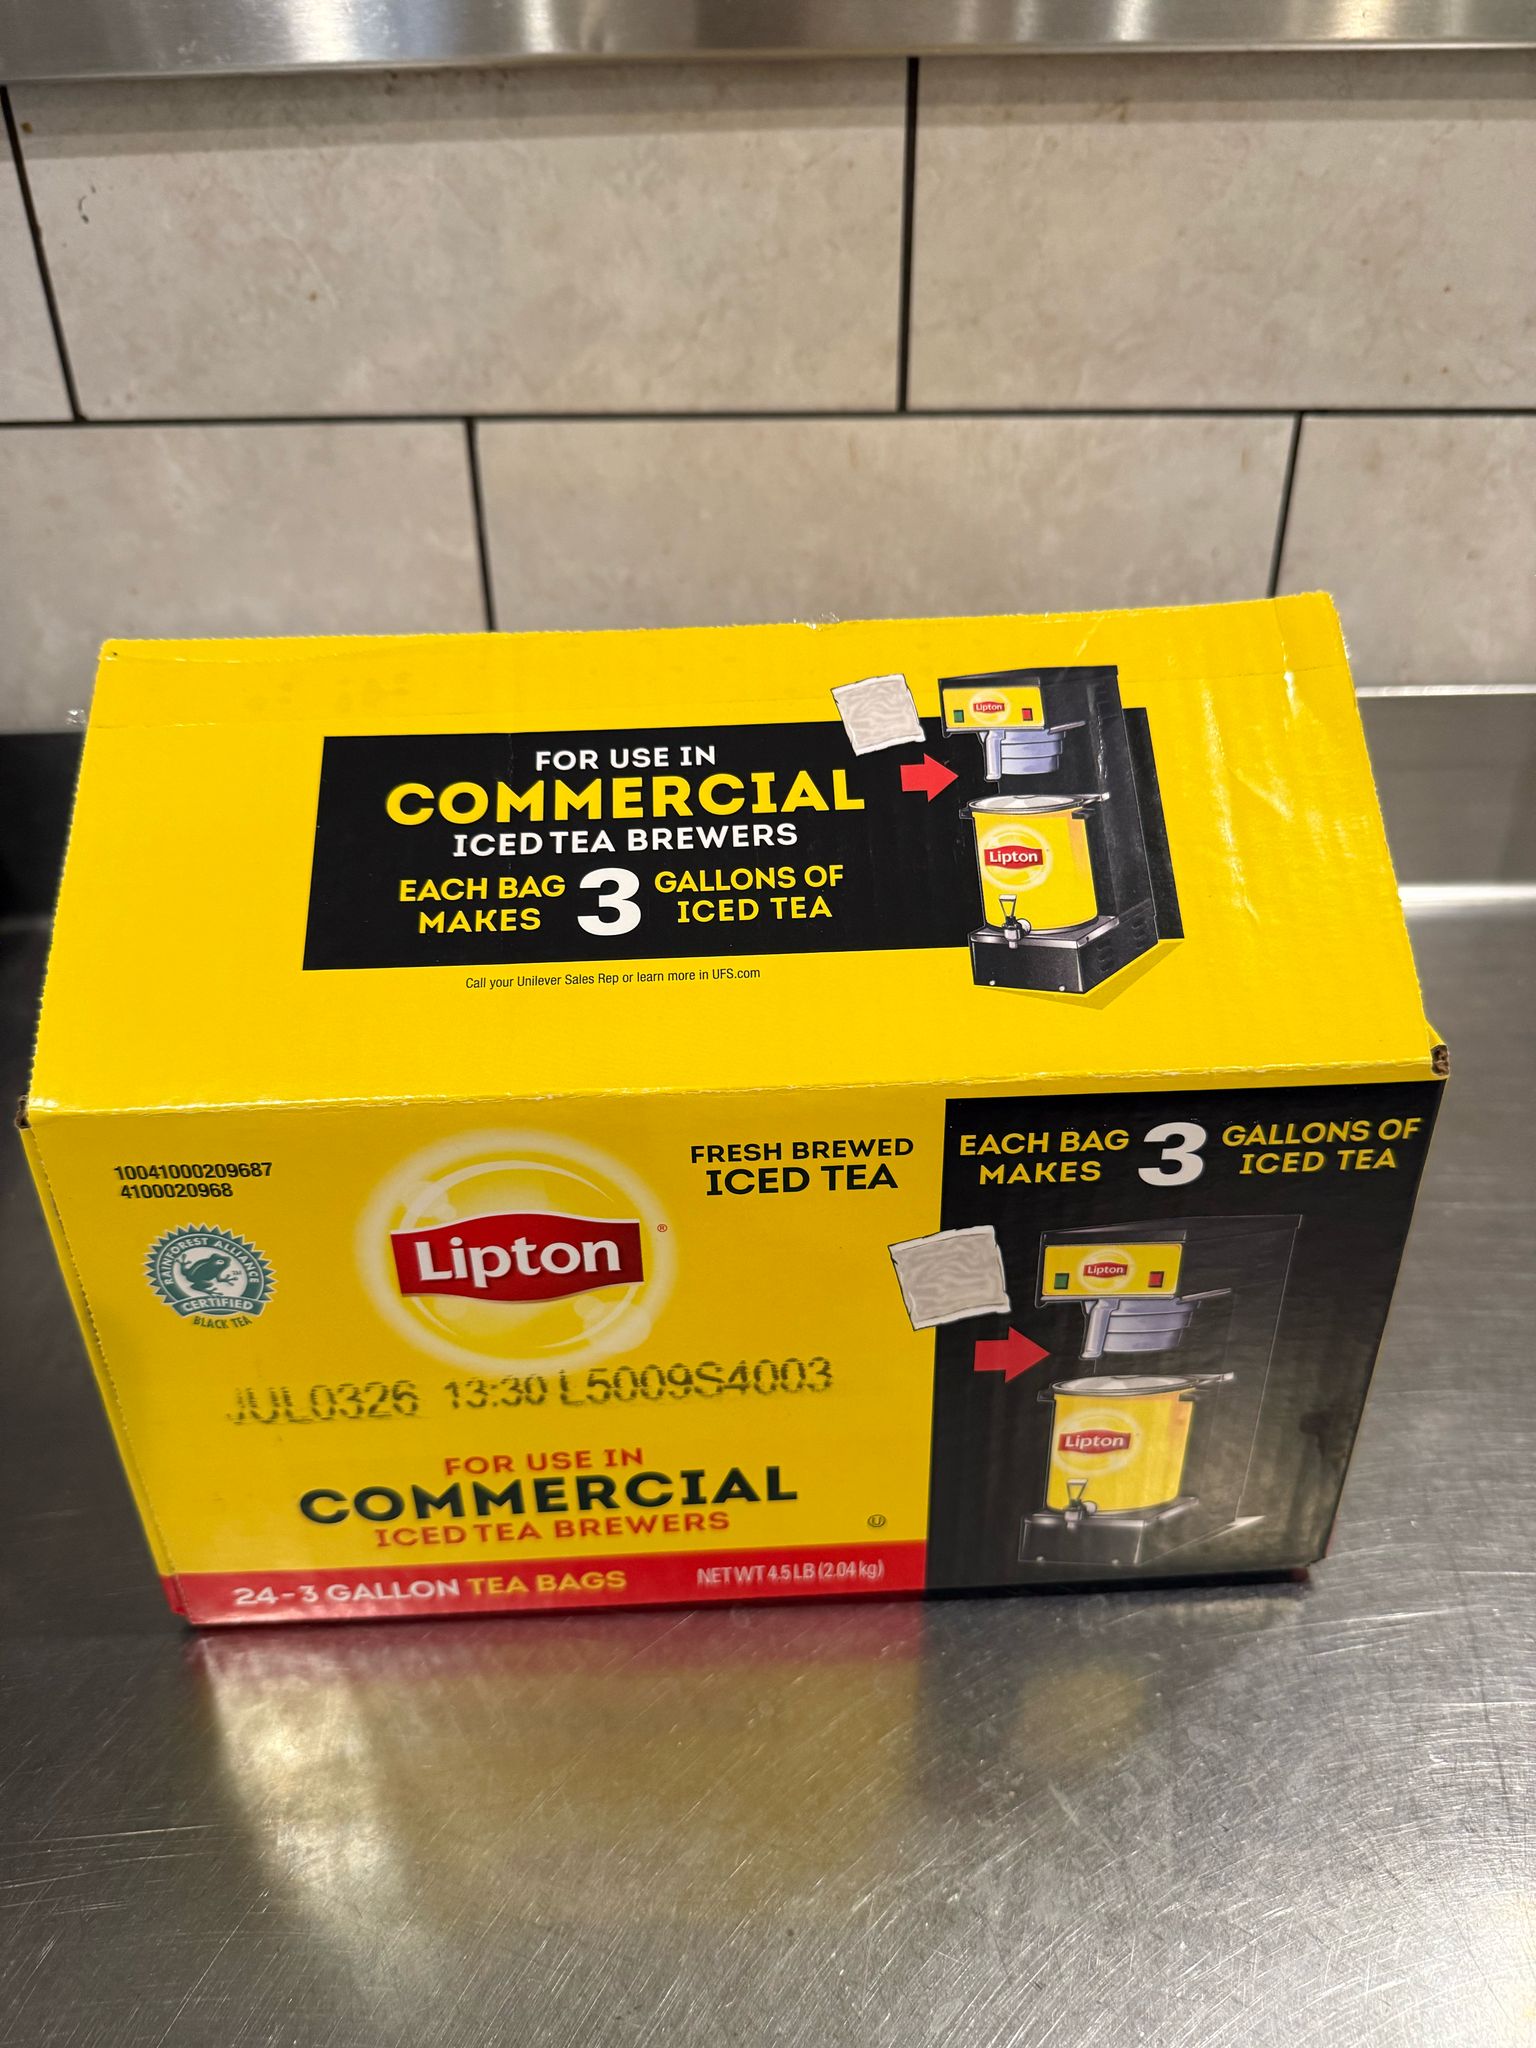 Lipton
FOR USE IN
COMMERCIAL
ICED TEA BREWERS
EACH BAG MAKES 3 GALLONS OF ICED TEA
Lipton
Call your Unilever Sales Rep or learn more in UFS.com
10041000209687
4100020968
RAINFOREST ALLIANCE
CERTIFIED
BLACK TEA
Lipton®
FRESH BREWED
ICED TEA
EACH BAG MAKES 3 GALLONS OF ICED TEA
Lipton
Lipton
JUL0326 13:30 L5009S4003
FOR USE IN
COMMERCIAL
ICED TEA BREWERS
U
24-3 GALLON TEA BAGS NET WT 4.5 LB (2.04 kg)